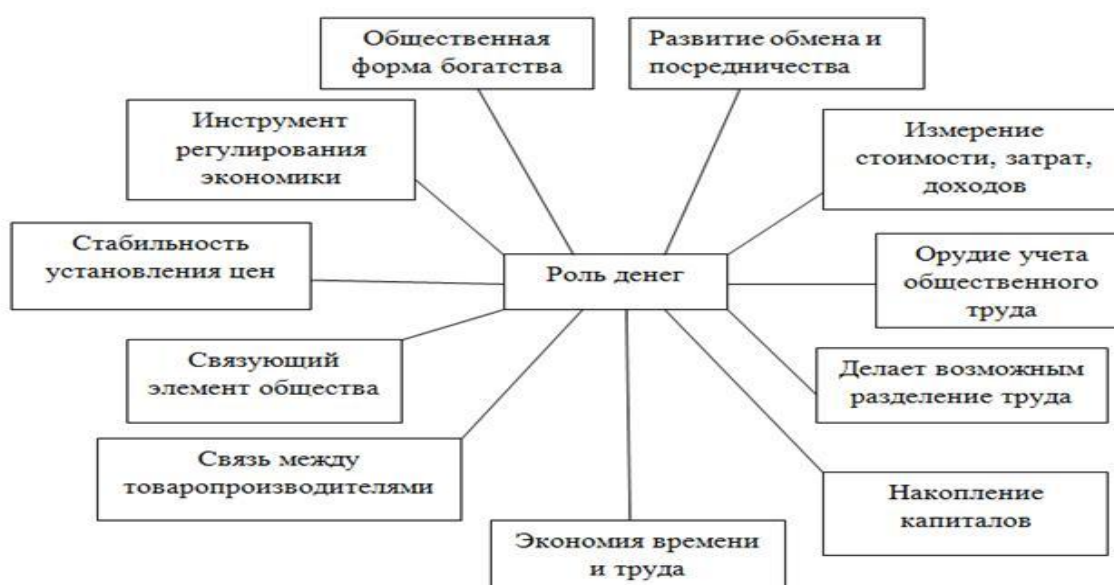 Общественная
форма богатства
Развитие обмена и
посредничества
Инструмент
регулирования
экономики
Измерение
стоимости, затрат,
доходов
Стабильность
установления цен
Роль денег
Орудие учета
общественного
труда
Связующий
элемент общества
Делает возможным
разделение труда
Связь между
товаропроизводителями
Накопление
капиталов
Экономия времени
и труда